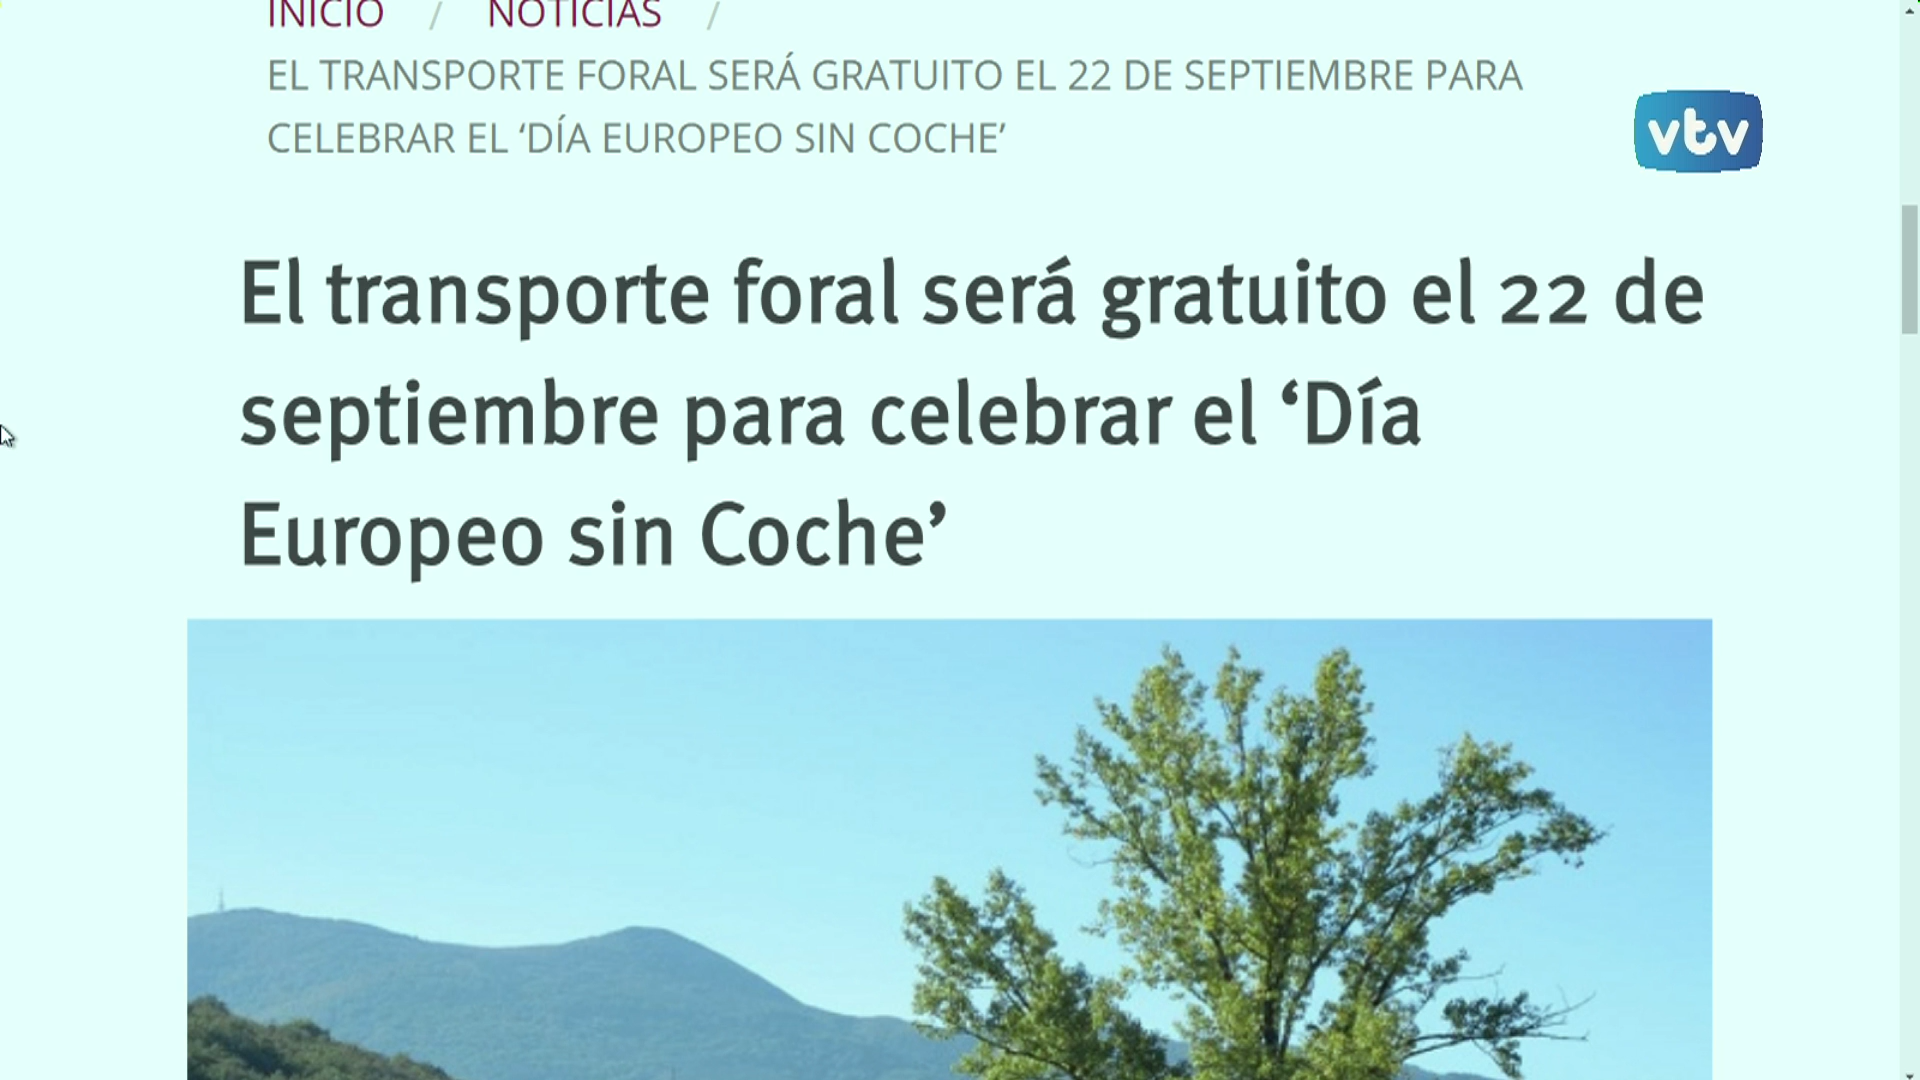 INICIO / NOTICIAS /
EL TRANSPORTE FORAL SERÁ GRATUITO EL 22 DE SEPTIEMBRE PARA
CELEBRAR EL ‘DÍA EUROPEO SIN COCHE’
vtv
El transporte foral será gratuito el 22 de
septiembre para celebrar el ‘Día
Europeo sin Coche’